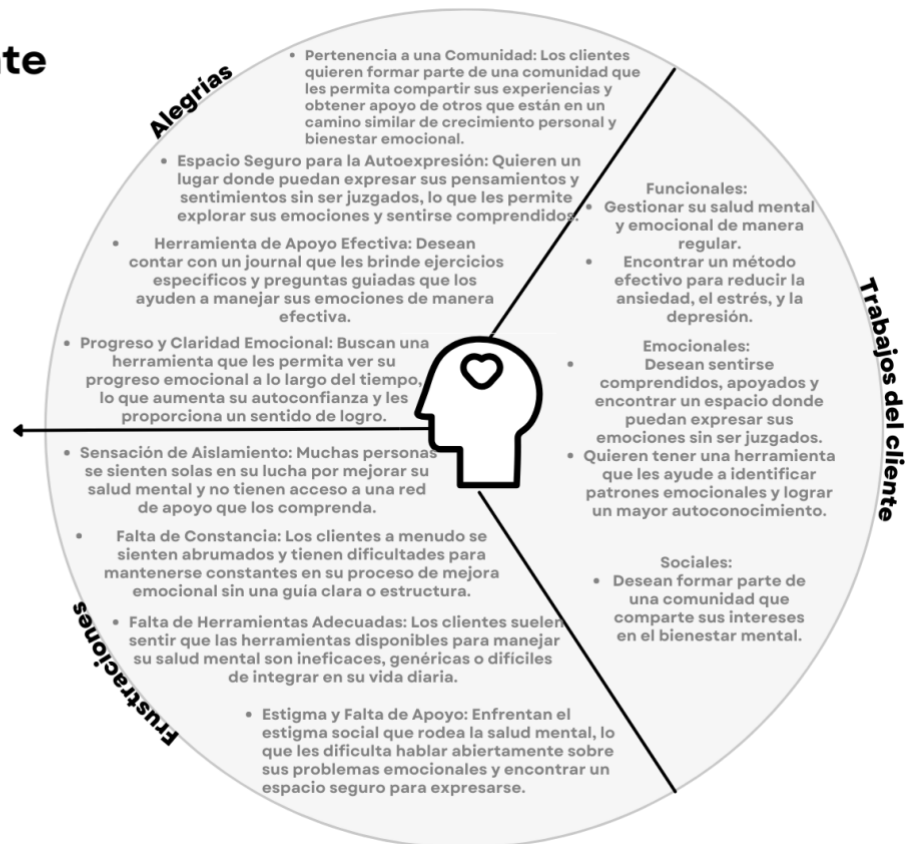 te
Alegrías
• Pertenencia a una Comunidad: Los clientes
quieren formar parte de una comunidad que
les permita compartir sus experiencias y
obtener apoyo de otros que están en un
camino similar de crecimiento personal y
bienestar emocional.
• Espacio Seguro para la Autoexpresión: Quieren un
lugar donde puedan expresar sus pensamientos y
sentimientos sin ser juzgados, lo que les permite
explorar sus emociones y sentirse comprendidos.
• Herramienta de Apoyo Efectiva: Desean
contar con un journal que les brinde ejercicios
específicos y preguntas guiadas que los
ayuden a manejar sus emociones de manera
efectiva.
• Progreso y Claridad Emocional: Buscan una
herramienta que les permita ver su
progreso emocional a lo largo del tiempo,
lo que aumenta su autoconfianza y les
proporciona un sentido de logro.
Frustraciones
• Sensación de Aislamiento: Muchas personas
se sienten solas en su lucha por mejorar su
salud mental y no tienen acceso a una red
de apoyo que los comprenda.
• Falta de Constancia: Los clientes a menudo se
sienten abrumados y tienen dificultades para
mantenerse constantes en su proceso de mejora
emocional sin una guía clara o estructura.
• Falta de Herramientas Adecuadas: Los clientes suelen
sentir que las herramientas disponibles para manejar
su salud mental son ineficaces, genéricas o difíciles
de integrar en su vida diaria.
• Estigma y Falta de Apoyo: Enfrentan el
estigma social que rodea la salud mental, lo
que les dificulta hablar abiertamente sobre
sus problemas emocionales y encontrar un
espacio seguro para expresarse.
Trabajos del cliente
Funcionales:
• Gestionar su salud mental
y emocional de manera
regular.
• Encontrar un método
efectivo para reducir la
ansiedad, el estrés, y la
depresión.
Emocionales:
• Desean sentirse
comprendidos, apoyados y
encontrar un espacio donde
puedan expresar sus
emociones sin ser juzgados.
• Quieren tener una herramienta
que les ayude a identificar
patrones emocionales y lograr
un mayor autoconocimiento.
Sociales:
• Desean formar parte de
una comunidad que
comparte sus intereses
en el bienestar mental.